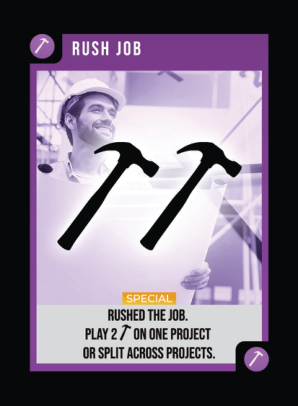 RUSH JOB
SPECIAL
RUSHED THE JOB.
PLAY 2 ON ONE PROJECT
OR SPLIT ACROSS PROJECTS.